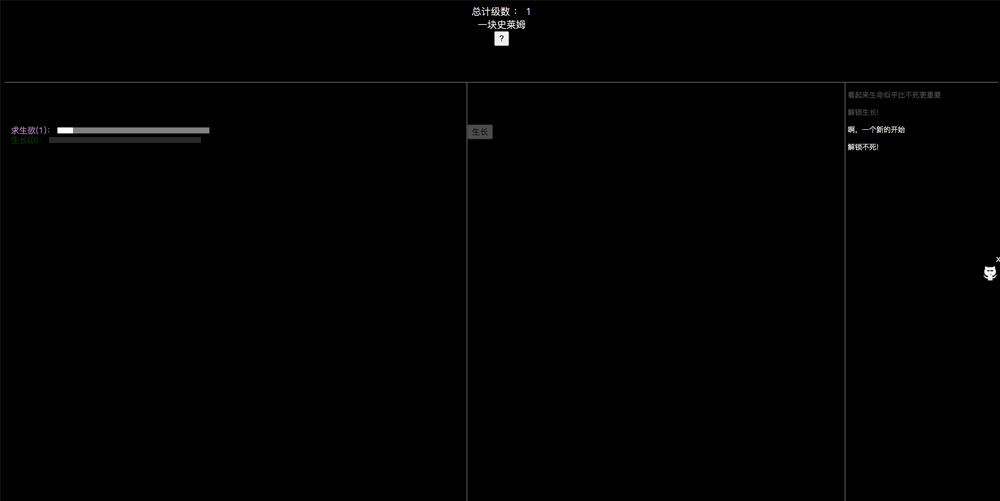 总计级数： 1
一块史莱姆
?
求生欲(1)：
生长(0)：
生长
看起来生命似乎比不死更重要
解锁生长!
啊，一个新的开始
解锁不死!
x